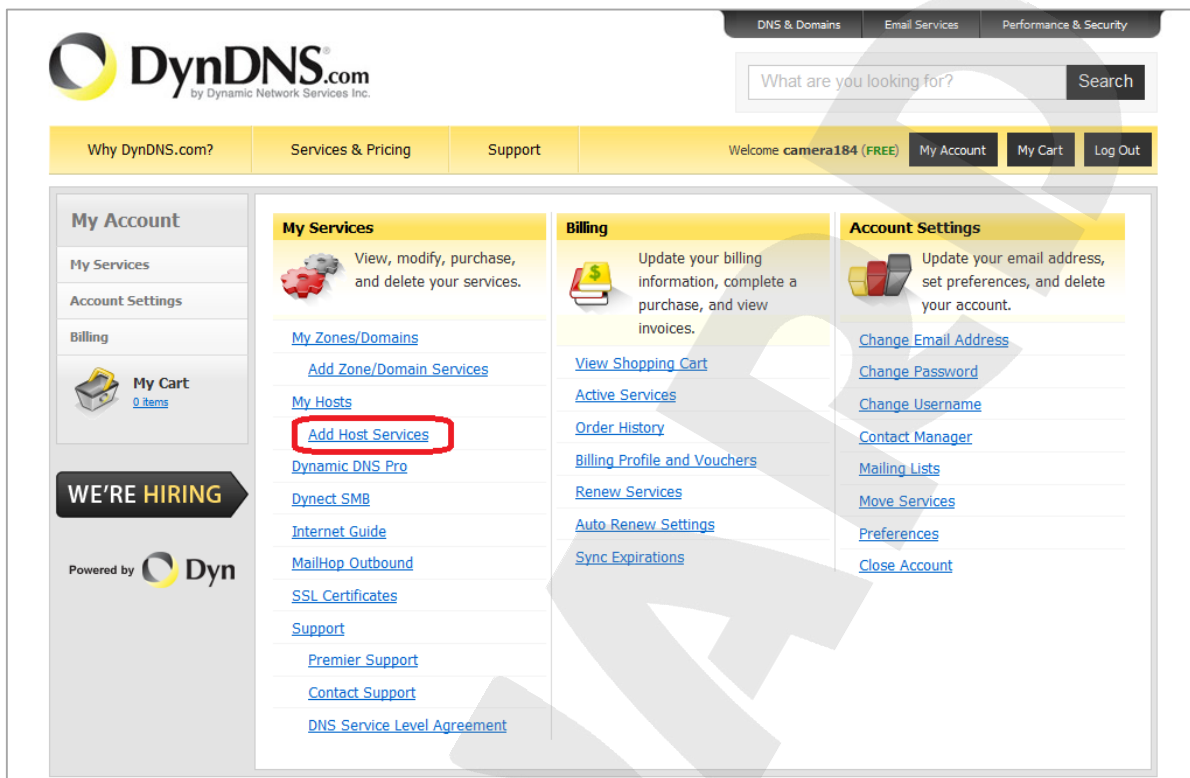 DNS & Domains Email Services Performance & Security
DynDNS.com
by Dynamic Network Services Inc.
What are you looking for? Search
Why DynDNS.com? Services & Pricing Support Welcome camera184 (FREE) My Account My Cart Log Out
My Account
My Services
Account Settings
Billing
My Cart
0 items
WE'RE HIRING
Powered by Dyn
My Services
View, modify, purchase,
and delete your services.
My Zones/Domains
Add Zone/Domain Services
My Hosts
Add Host Services
Dynamic DNS Pro
Dynect SMB
Internet Guide
MailHop Outbound
SSL Certificates
Support
Premier Support
Contact Support
DNS Service Level Agreement
Billing
Update your billing
information, complete a
purchase, and view
invoices.
View Shopping Cart
Active Services
Order History
Billing Profile and Vouchers
Renew Services
Auto Renew Settings
Sync Expirations
Account Settings
Update your email address,
set preferences, and delete
your account.
Change Email Address
Change Password
Change Username
Contact Manager
Mailing Lists
Move Services
Preferences
Close Account